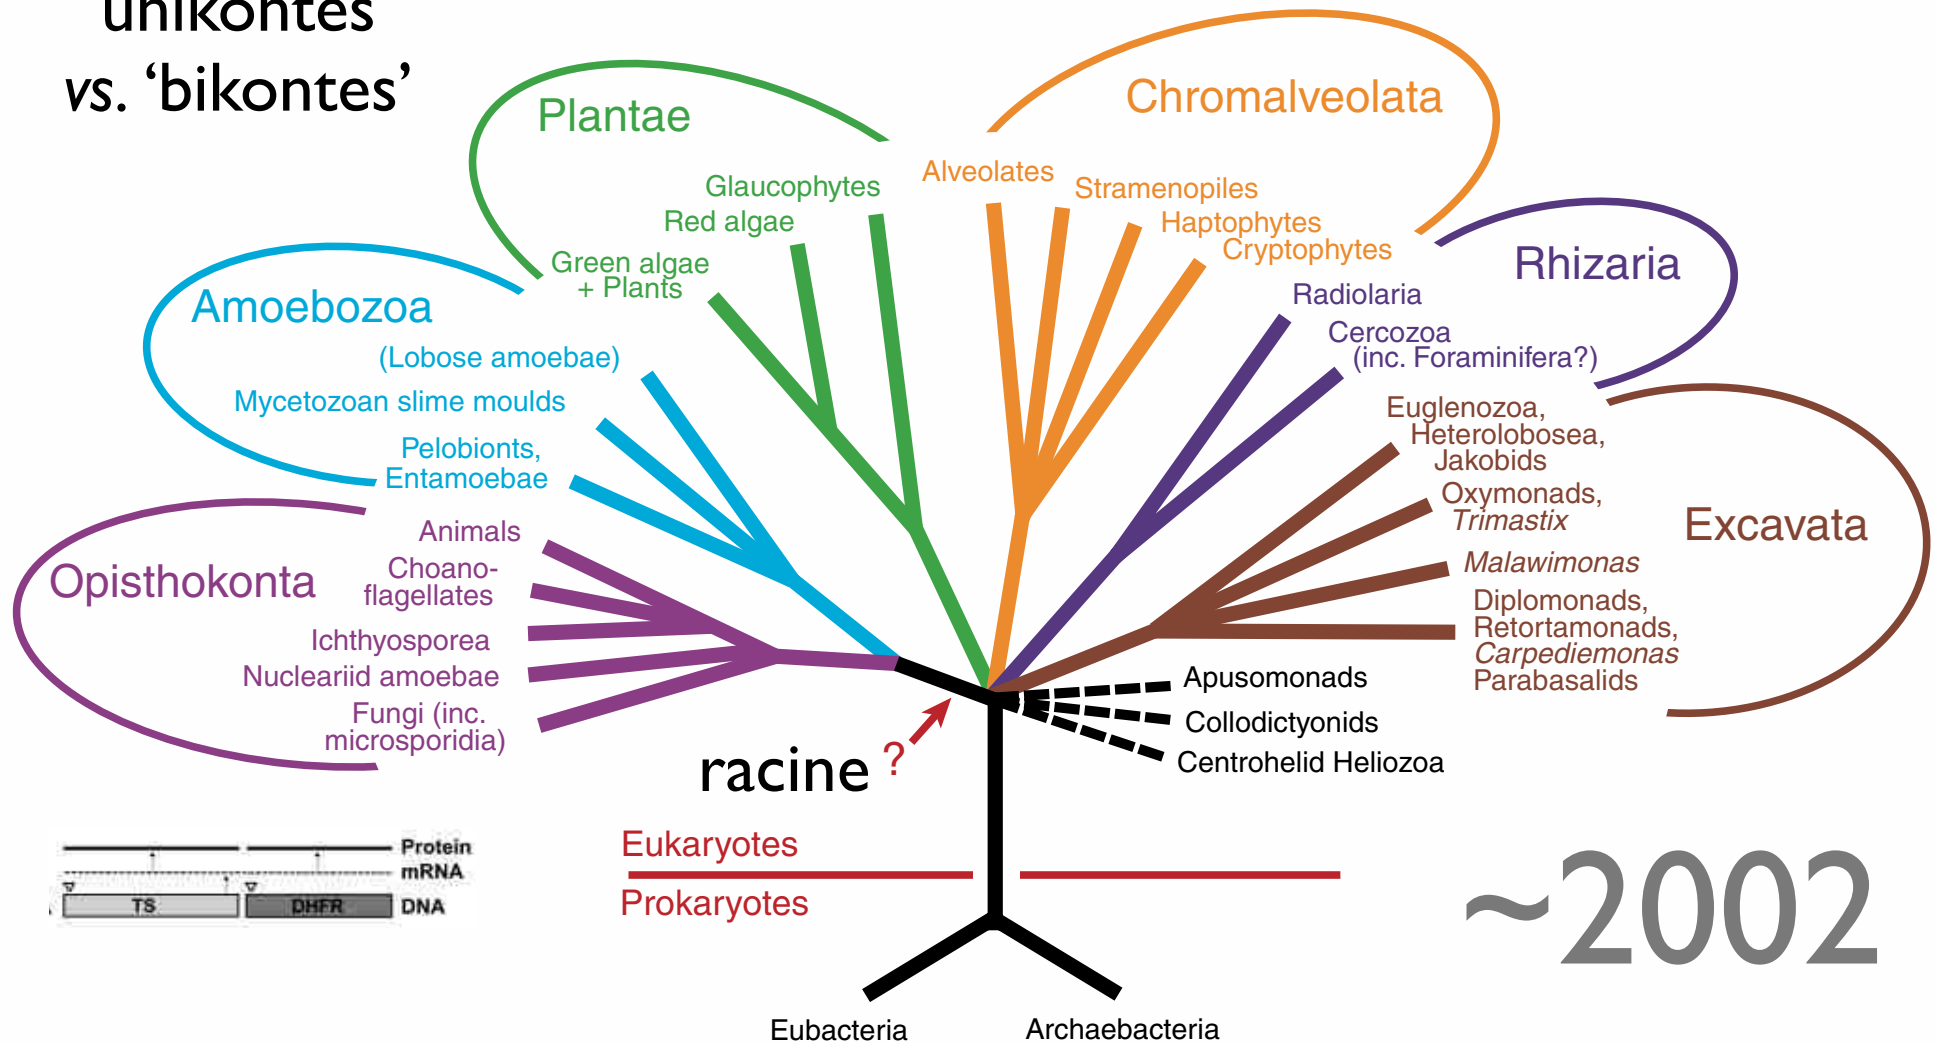 unikontes
vs. ‘bikontes’
Plantae
Chromalveolata
Glaucophytes
Red algae
Green algae
+ Plants
Alveolates
Stramenopiles
Haptophytes
Cryptophytes
Rhizaria
Radiolaria
Cercozoa
(inc. Foraminifera?)
Amoebozoa
(Lobose amoebae)
Mycetozoan slime moulds
Pelobionts,
Entamoebae
Euglenozoa,
Heterolobosea,
Jakobids
Oxymonads,
Trimastix
Excavata
Malawimonas
Diplomonads,
Retortamonads,
Carpediemonas
Parabasalids
Opisthokonta
Animals
Choano-
flagellates
Ichthyosporea
Nucleariid amoebae
Fungi (inc.
microsporidia)
Apusomonads
Collodictyonids
Centrohelid Heliozoa
racine ?
Eukaryotes
Prokaryotes
Protein
mRNA
TS DHFR DNA
~2002
Eubacteria
Archaebacteria